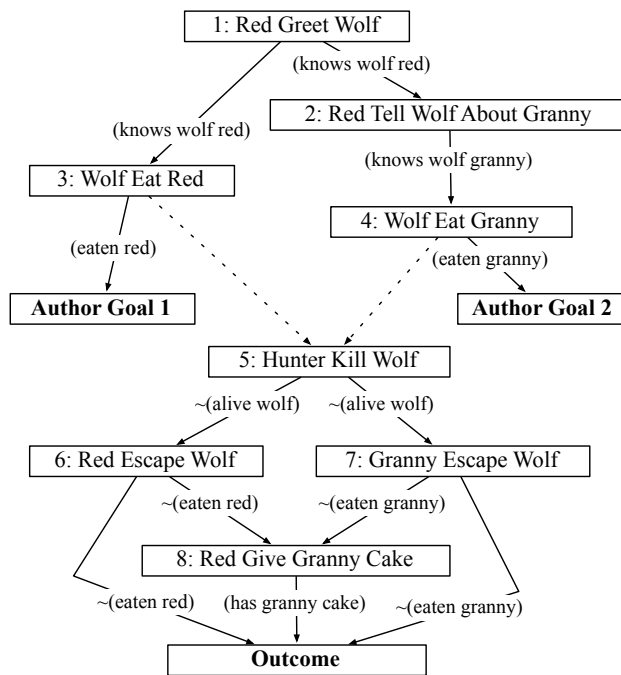 1: Red Greet Wolf
(knows wolf red)
2: Red Tell Wolf About Granny
(knows wolf red)
(knows wolf granny)
3: Wolf Eat Red
4: Wolf Eat Granny
(eaten red)
(eaten granny)
Author Goal 1
Author Goal 2
5: Hunter Kill Wolf
~(alive wolf)
~(alive wolf)
6: Red Escape Wolf
7: Granny Escape Wolf
~(eaten red)
~(eaten granny)
8: Red Give Granny Cake
~(eaten red)
(has granny cake)
~(eaten granny)
Outcome